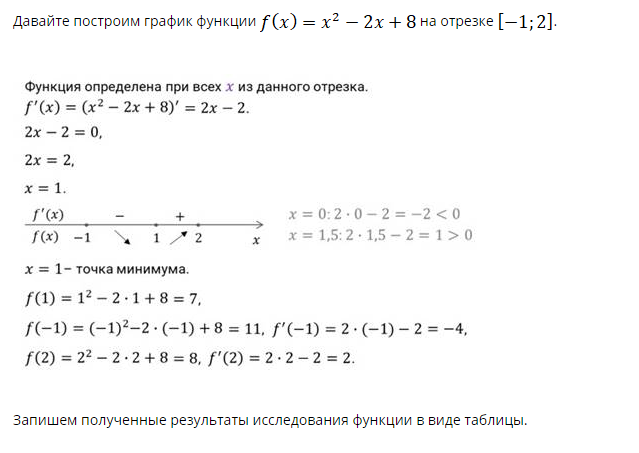 Давайте построим график функции f(x) = x² − 2x + 8 на отрезке [−1; 2].
Функция определена при всех x из данного отрезка.
f′(x) = (x² − 2x + 8)′ = 2x − 2.
2x − 2 = 0,
2x = 2,
x = 1.
f′(x) − +
f(x) −1 1 2 x
x = 0: 2 · 0 − 2 = −2 < 0
x = 1,5: 2 · 1,5 − 2 = 1 > 0
x = 1− точка минимума.
f(1) = 1² − 2 · 1 + 8 = 7,
f(−1) = (−1)²−2 · (−1) + 8 = 11, f′(−1) = 2 · (−1) − 2 = −4,
f(2) = 2² − 2 · 2 + 8 = 8, f′(2) = 2 · 2 − 2 = 2.
Запишем полученные результаты исследования функции в виде таблицы.